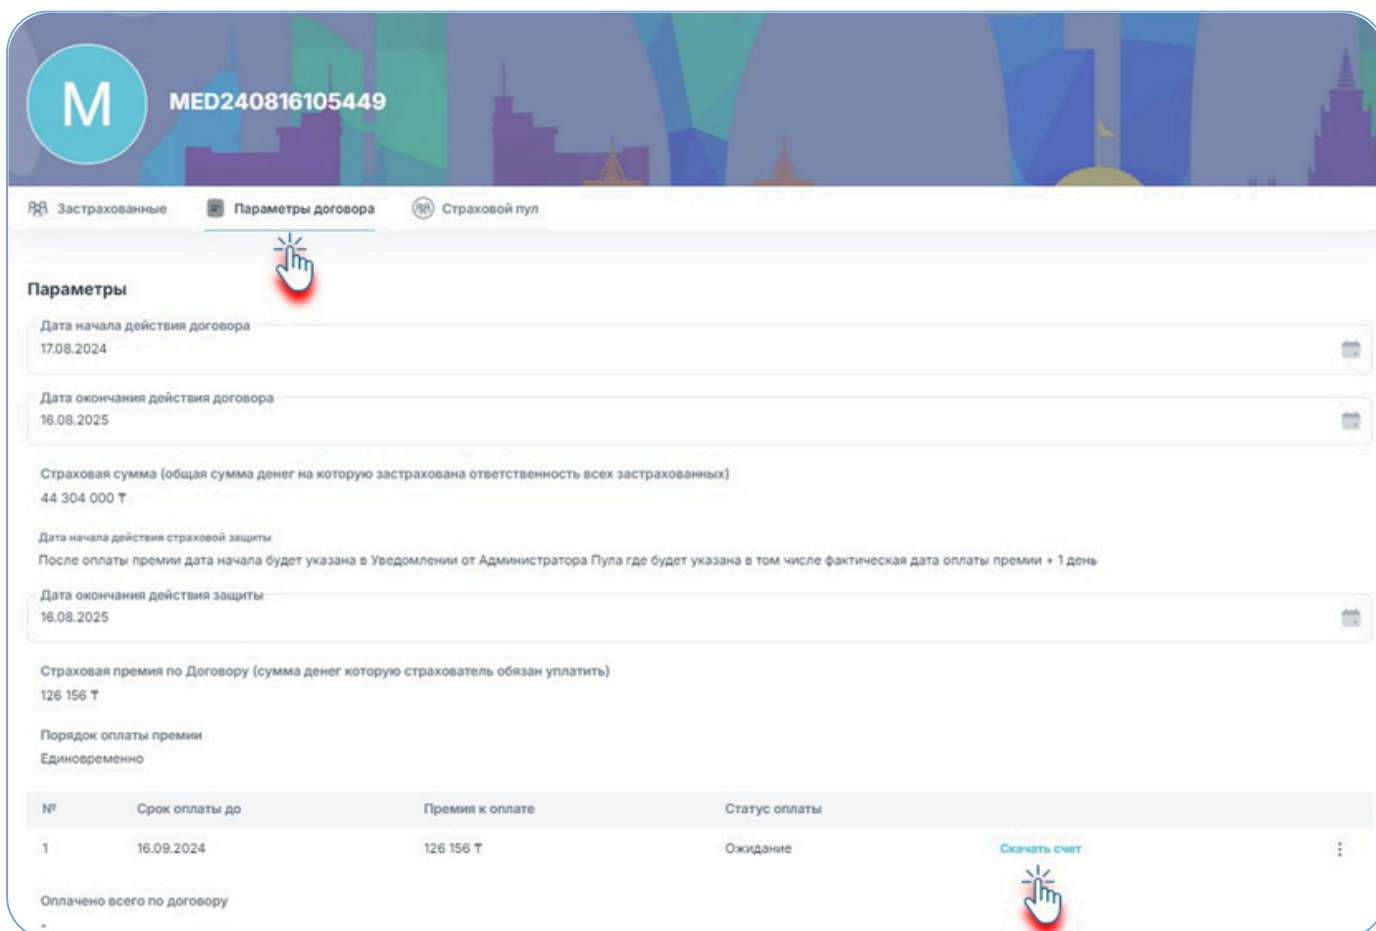 M
MED240816105449
Застрахованные
Параметры договора
Страховой пул
Параметры
Дата начала действия договора
17.08.2024
Дата окончания действия договора
16.08.2025
Страховая сумма (общая сумма денег на которую застрахована ответственность всех застрахованных)
44 304 000 ₸
Дата начала действия страховой защиты
После оплаты премии дата начала будет указана в Уведомлении от Администратора Пула где будет указана в том числе фактическая дата оплаты премии + 1 день
Дата окончания действия защиты
16.08.2025
Страховая премия по Договору (сумма денег которую страхователь обязан уплатить)
126 156 ₸
Порядок оплаты премии
Единовременно
№ Срок оплаты до Премия к оплате Статус оплаты
1 16.09.2024 126 156 ₸ Ожидание Скачать счет
Оплачено всего по договору
-